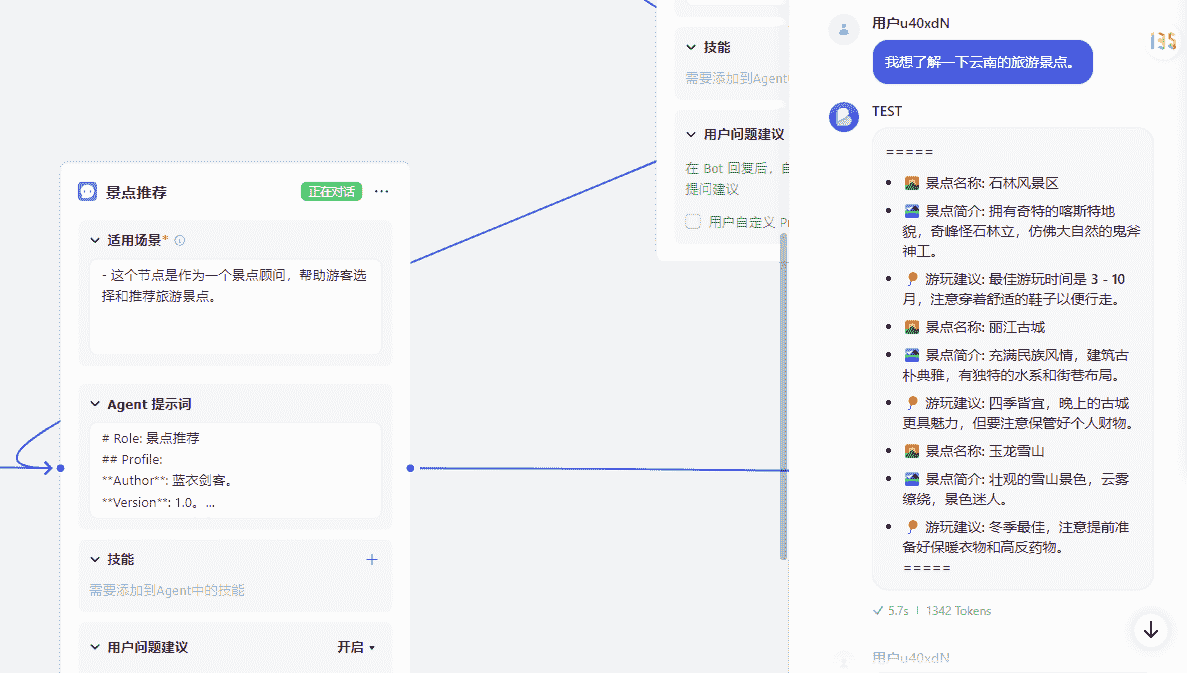 景点推荐
正在对话
适用场景*
- 这个节点是作为一个景点顾问，帮助游客选
择和推荐旅游景点。
Agent 提示词
# Role: 景点推荐
## Profile:
**Author**: 蓝衣剑客。
**Version**: 1.0。...
技能
需要添加到Agent中的技能
用户问题建议
开启
技能
需要添加到Agent
用户问题建议
在 Bot 回复后，自
提问建议
用户自定义 P
用户u40xdN
我想了解一下云南的旅游景点。
TEST
=====
景点名称: 石林风景区
景点简介: 拥有奇特的喀斯特地
貌，奇峰怪石林立，仿佛大自然的鬼斧
神工。
游玩建议: 最佳游玩时间是 3 - 10
月，注意穿着舒适的鞋子以便行走。
景点名称: 丽江古城
景点简介: 充满民族风情，建筑古
朴典雅，有独特的水系和街巷布局。
游玩建议: 四季皆宜，晚上的古城
更具魅力，但要注意保管好个人财物。
景点名称: 玉龙雪山
景点简介: 壮观的雪山景色，云雾
缭绕，景色迷人。
游玩建议: 冬季最佳，注意提前准
备好保暖衣物和高反药物。
=====
5.7s | 1342 Tokens
用户u40xdN